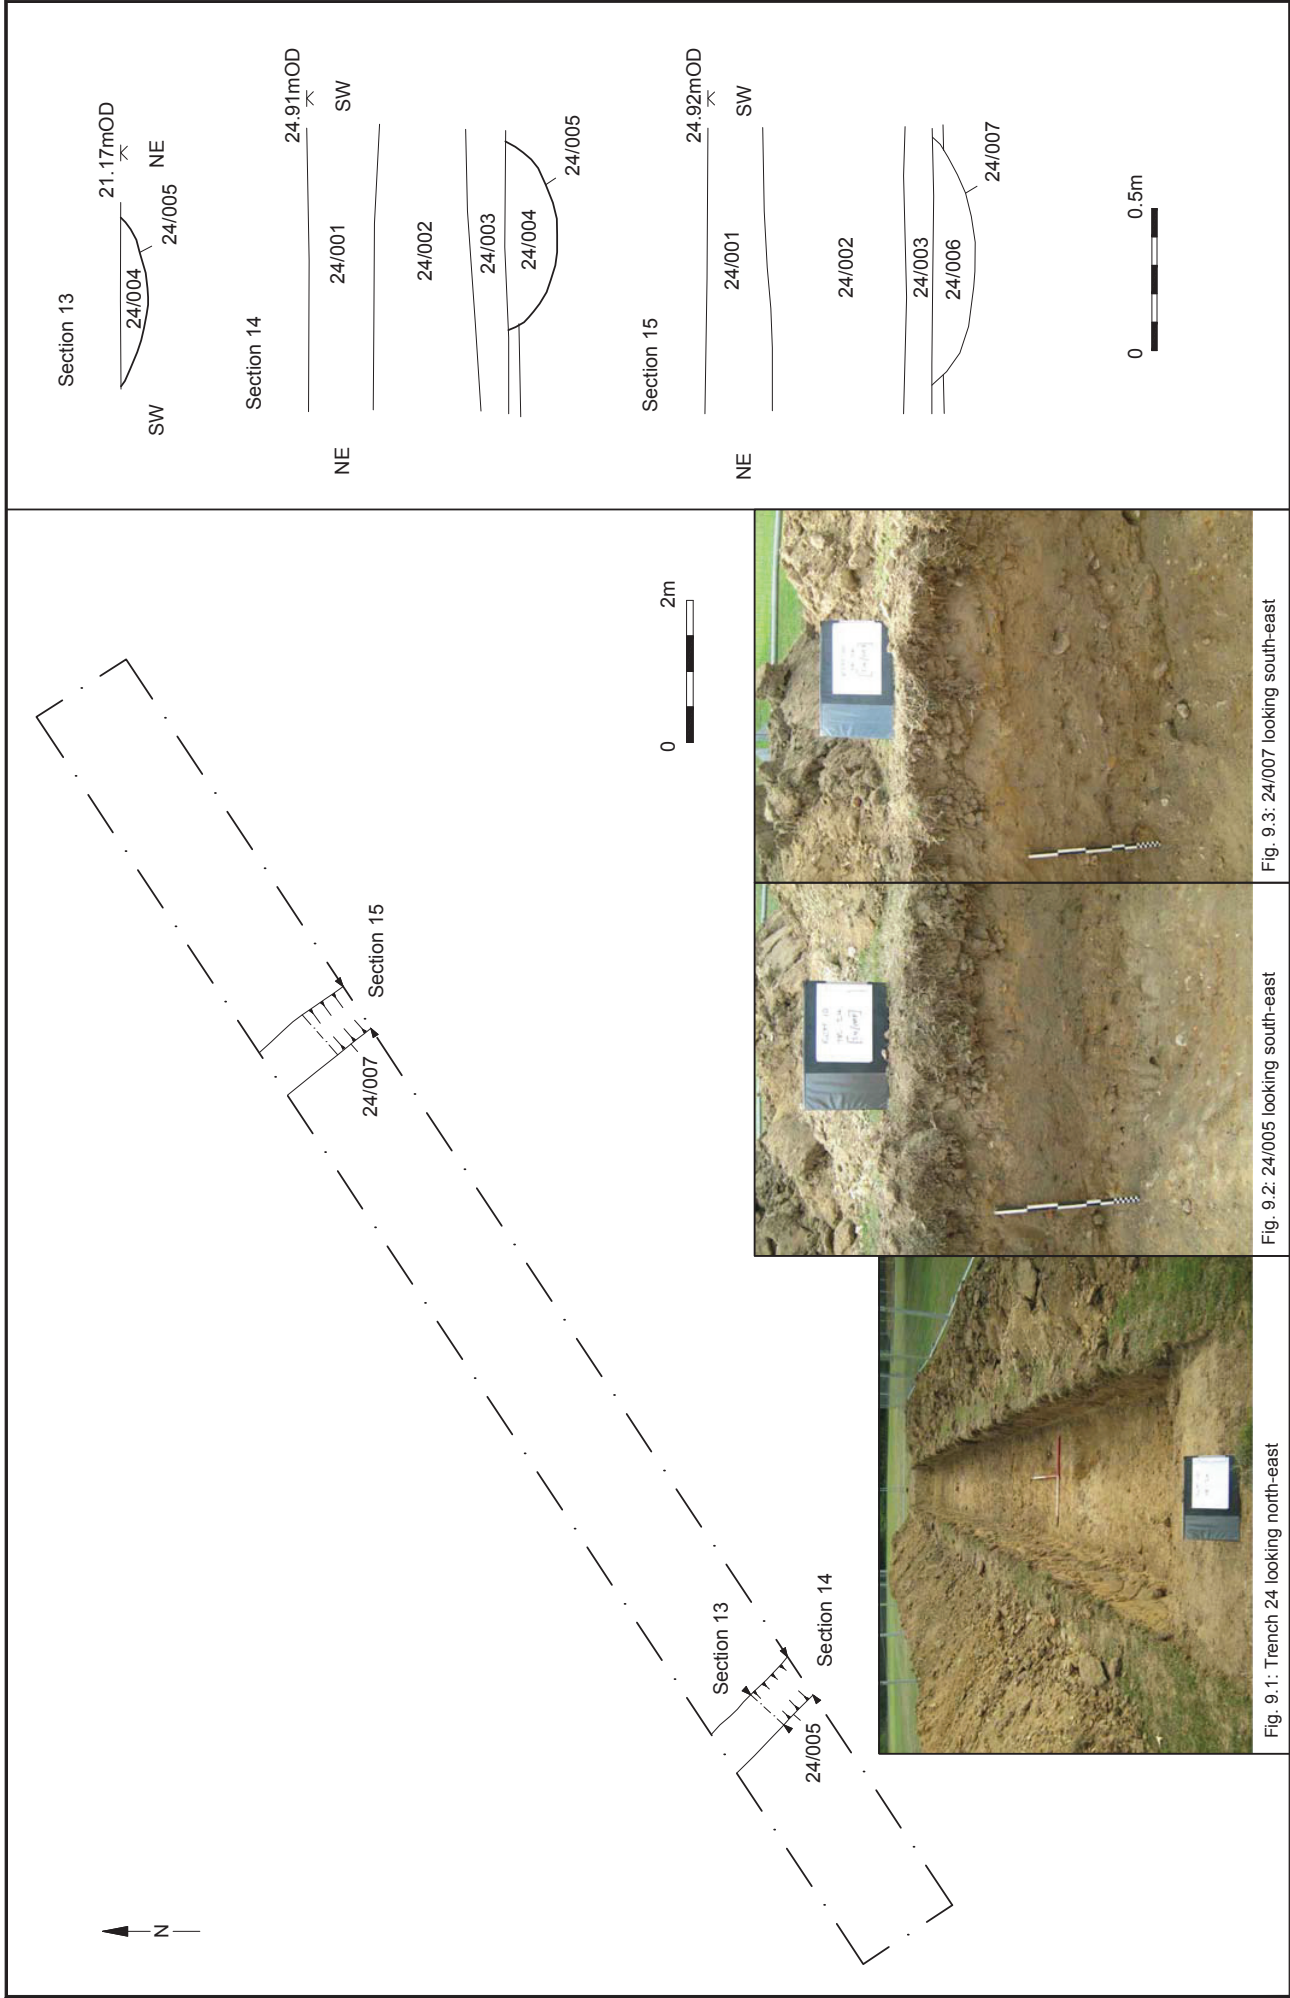 N
Section 13
24/005
Section 14
24/007
Section 15
0 2m
Section 13
SW
24/004
24/005
21.17mOD
NE
Section 14
NE
24/001
24/002
24/003
24/004
24/005
24.91mOD
SW
Section 15
NE
24/001
24/002
24/003
24/006
24/007
24.92mOD
SW
0 0.5m
Fig. 9.1: Trench 24 looking north-east
Fig. 9.2: 24/005 looking south-east
Fig. 9.3: 24/007 looking south-east